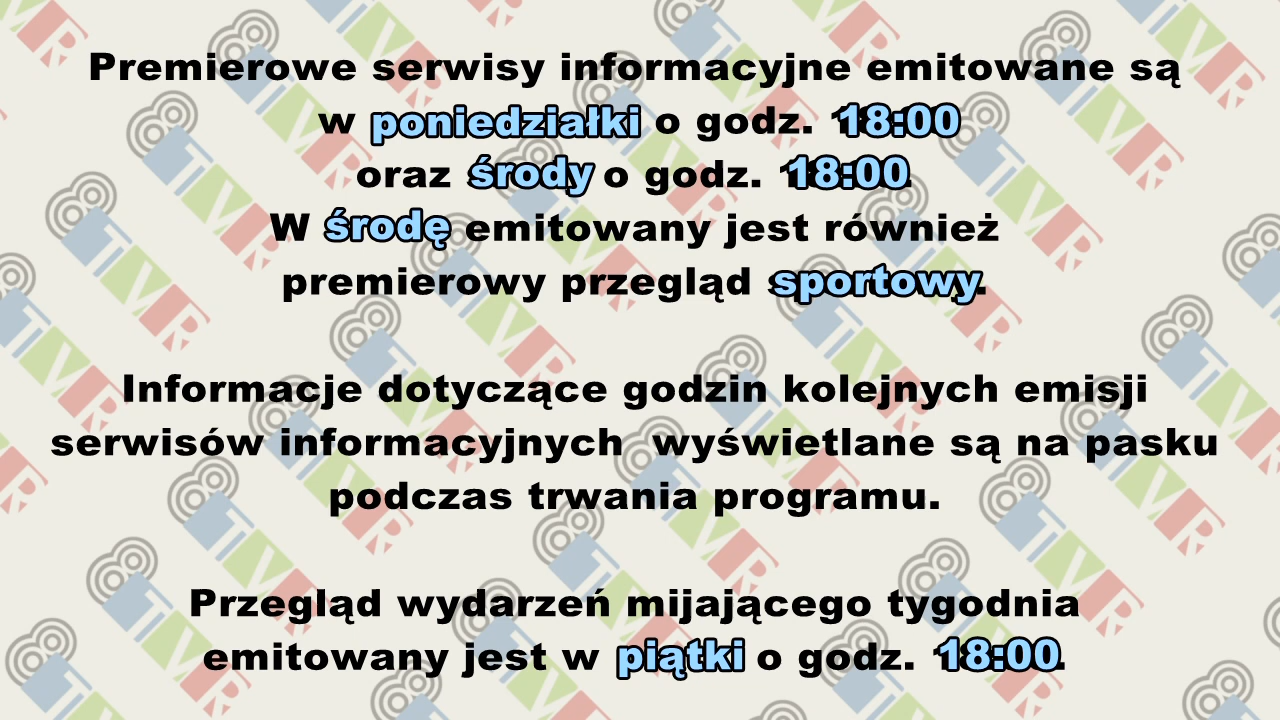 Premierowe serwisy informacyjne emitowane są
w poniedziałki o godz. 18:00
oraz środy o godz. 18:00.
W środę emitowany jest również
premierowy przegląd sportowy.
Informacje dotyczące godzin kolejnych emisji
serwisów informacyjnych wyświetlane są na pasku
podczas trwania programu.
Przegląd wydarzeń mijającego tygodnia
emitowany jest w piątki o godz. 18:00.